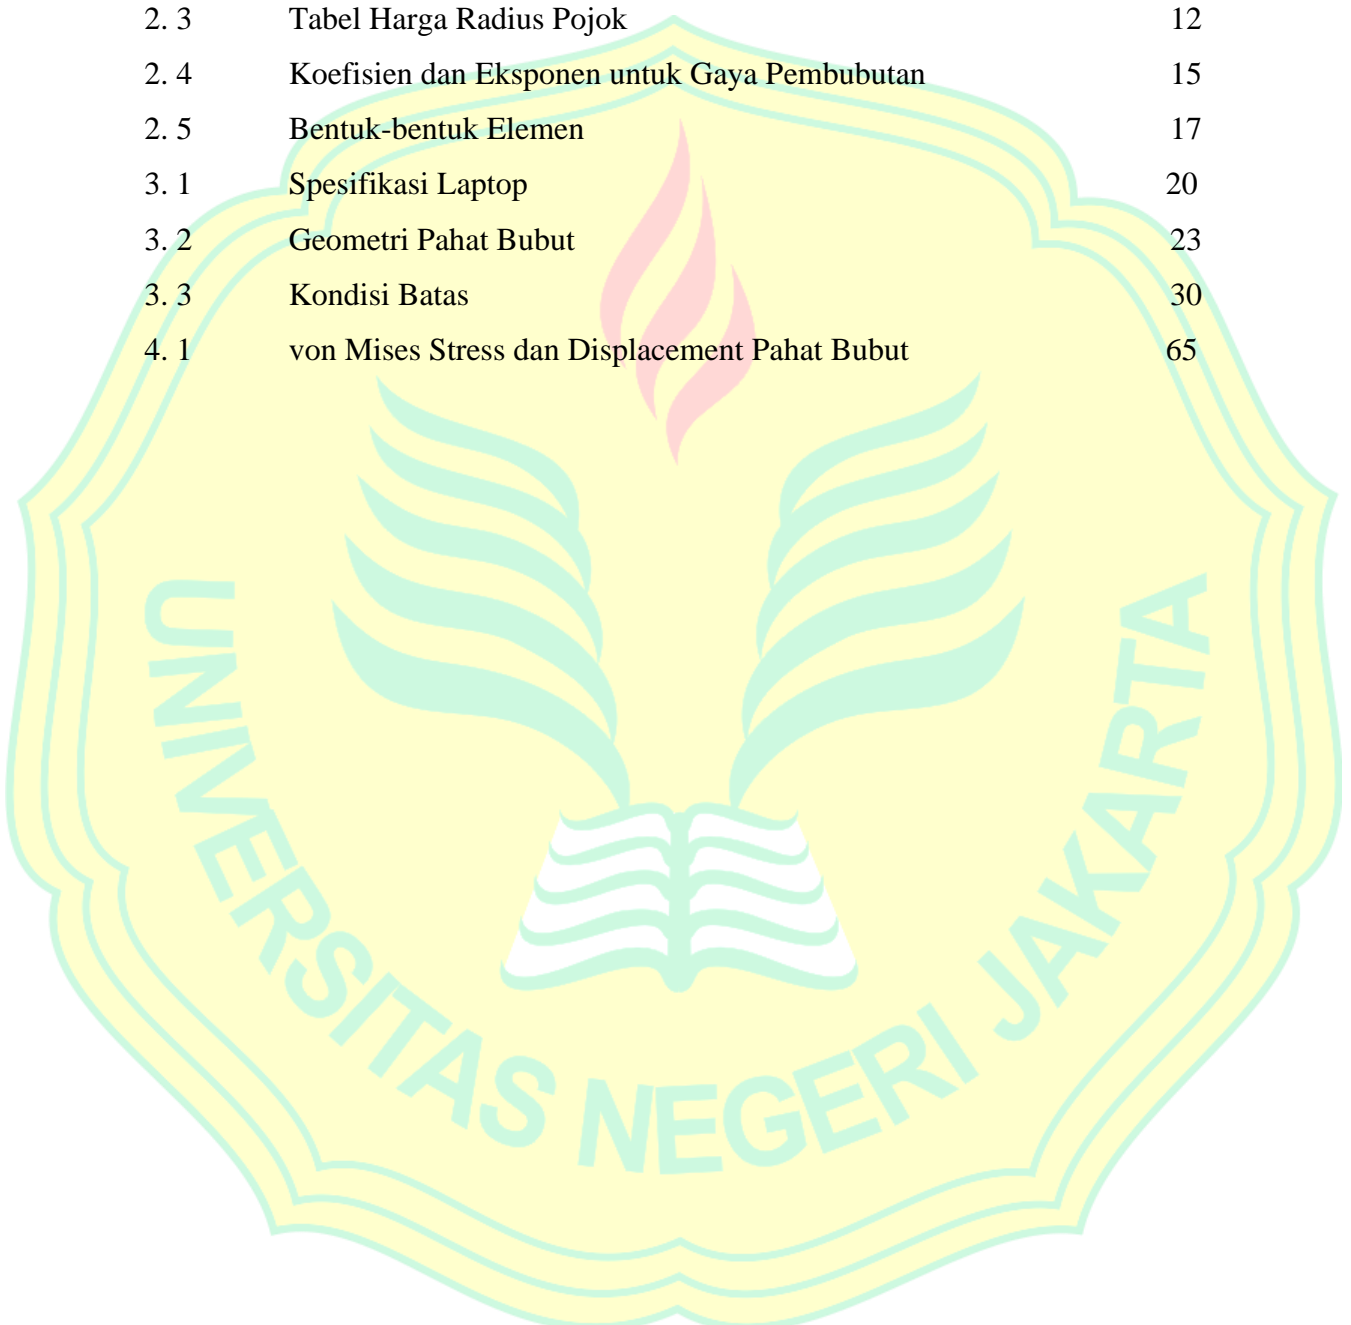 2. 3 Tabel Harga Radius Pojok 12
2. 4 Koefisien dan Eksponen untuk Gaya Pembubutan 15
2. 5 Bentuk-bentuk Elemen 17
3. 1 Spesifikasi Laptop 20
3. 2 Geometri Pahat Bubut 23
3. 3 Kondisi Batas 30
4. 1 von Mises Stress dan Displacement Pahat Bubut 65
UNIVERSITAS NEGERI JAKARTA